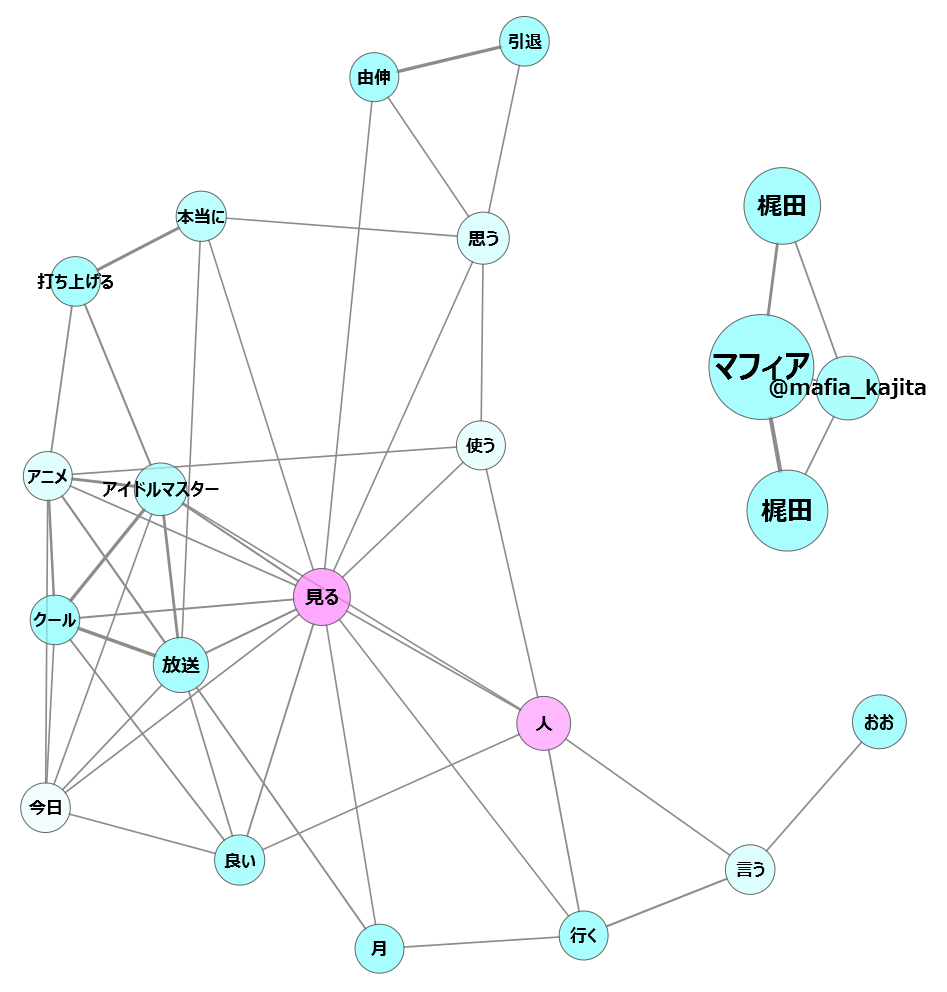 引退
由伸
梶田
本当に
思う
打ち上げる
マフィア
@mafia_kajita
使う
アニメ
アイドルマスター
梶田
見る
クール
放送
おお
人
今日
良い
言う
行く
月